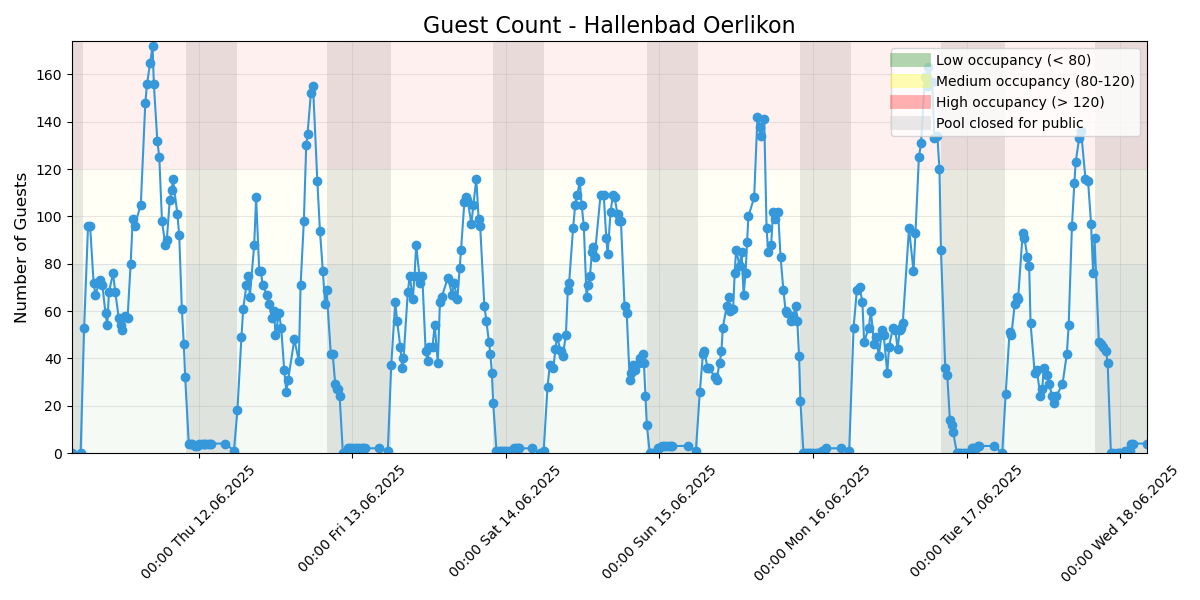 Guest Count - Hallenbad Oerlikon
Number of Guests
160
140
120
100
80
60
40
20
0
Low occupancy (< 80)
Medium occupancy (80-120)
High occupancy (> 120)
Pool closed for public
00:00 Thu 12.06.2025
00:00 Fri 13.06.2025
00:00 Sat 14.06.2025
00:00 Sun 15.06.2025
00:00 Mon 16.06.2025
00:00 Tue 17.06.2025
00:00 Wed 18.06.2025